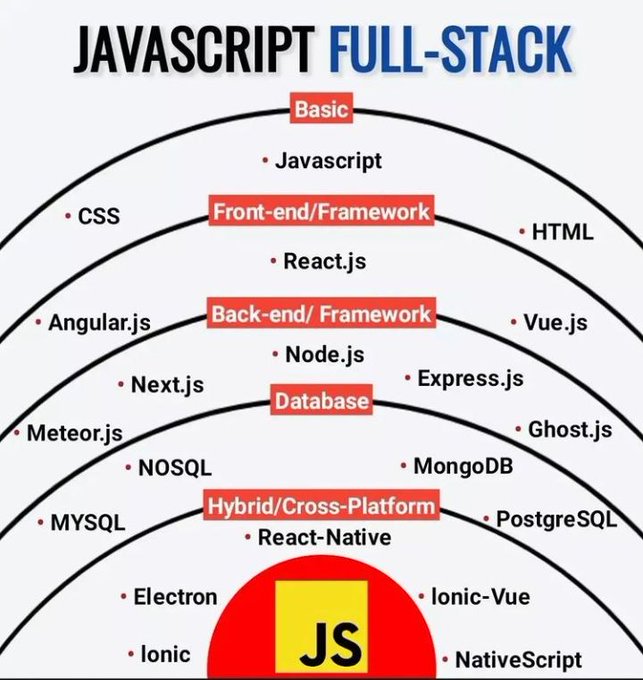 JAVASCRIPT FULL-STACK
Basic
• Javascript
• CSS
• HTML
Front-end/Framework
• React.js
• Angular.js
• Vue.js
Back-end/ Framework
• Node.js
• Next.js
• Express.js
• Meteor.js
• Ghost.js
Database
• NOSQL
• MongoDB
• MYSQL
• PostgreSQL
Hybrid/Cross-Platform
• React-Native
• Electron
• Ionic-Vue
• Ionic
• NativeScript
JS